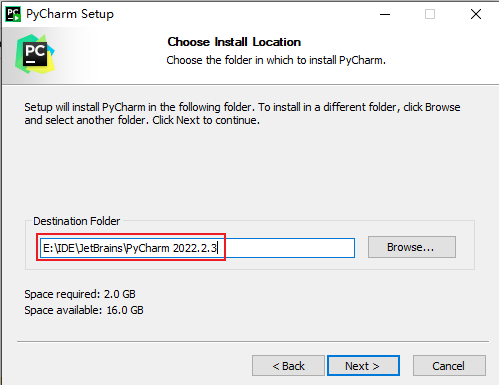 PC PyCharm Setup
PC
Choose Install Location
Choose the folder in which to install PyCharm.
Setup will install PyCharm in the following folder. To install in a different folder, click Browse
and select another folder. Click Next to continue.
Destination Folder
E:\IDE\JetBrains\PyCharm 2022.2.3
Browse...
Space required: 2.0 GB
Space available: 16.0 GB
< Back Next > Cancel